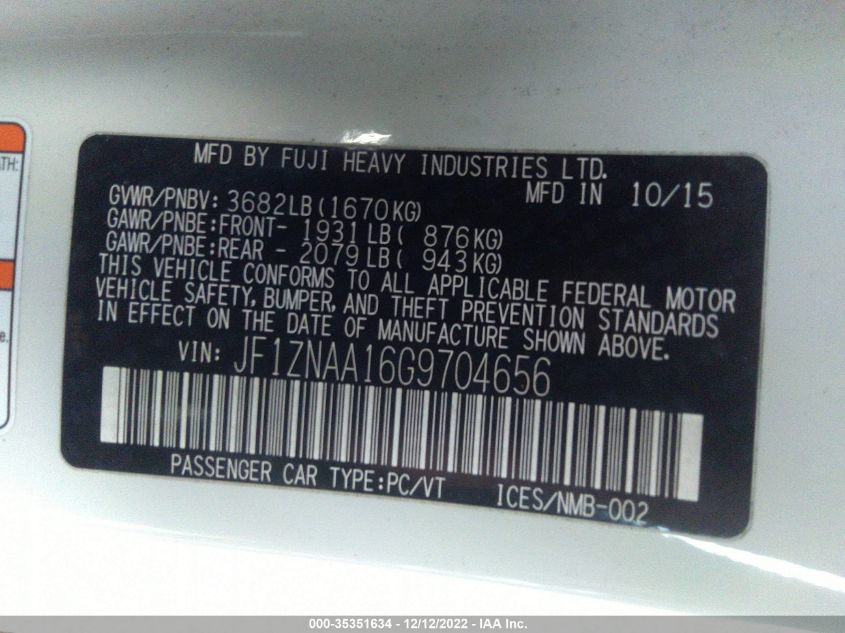 ATH:
e.
MFD BY FUJI HEAVY INDUSTRIES LTD.
MFD IN 10/15
GVWR/PNBV: 3682LB (1670KG)
GAWR/PNBE: FRONT- 1931LB( 876KG)
GAWR/PNBE: REAR - 2079LB( 943KG)
THIS VEHICLE CONFORMS TO ALL APPLICABLE FEDERAL MOTOR
VEHICLE SAFETY, BUMPER, AND THEFT PREVENTION STANDARDS
IN EFFECT ON THE DATE OF MANUFACTURE SHOWN ABOVE.
VIN: JF1ZNAA16G9704656
PASSENGER CAR TYPE: PC/VT
ICES/NMB-002
000-35351634 - 12/12/2022 - IAA Inc.